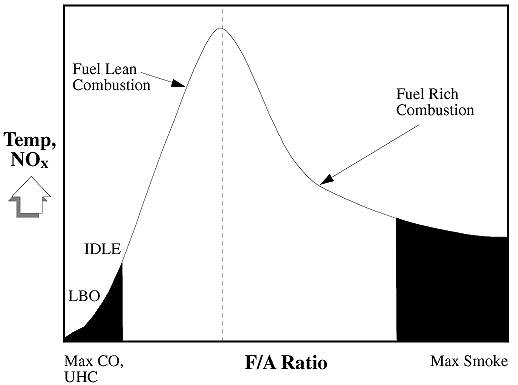 Fuel Lean
Combustion
Fuel Rich
Combustion
Temp,
NOx
IDLE
LBO
Max CO,
UHC
F/A Ratio
Max Smoke